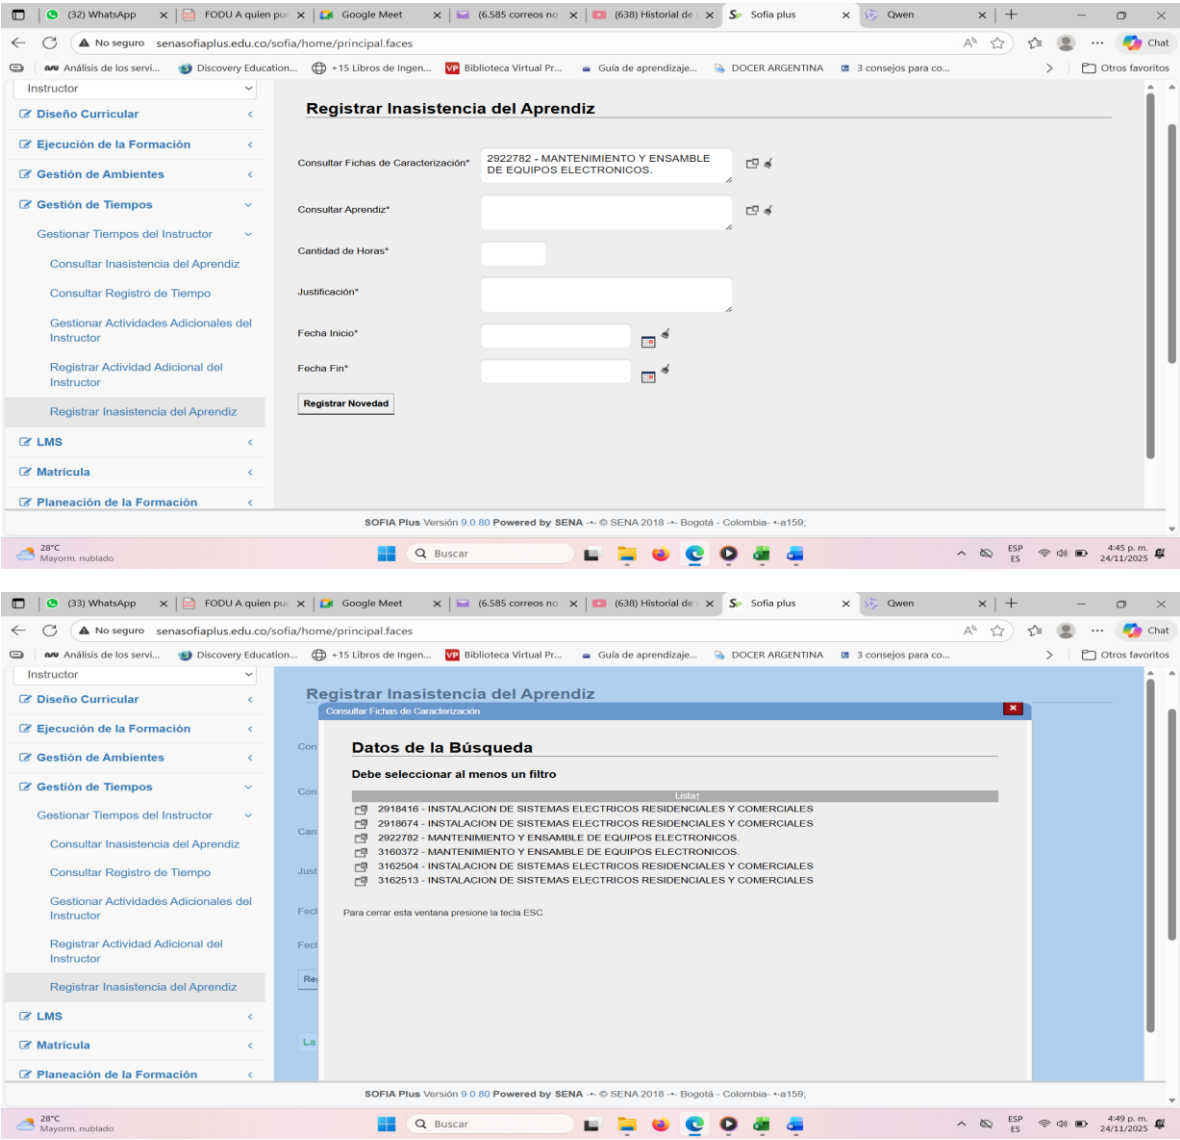 (32) WhatsApp
FODU A quien pu
Google Meet
(6.585 correos no
(638) Historial de
Sofia plus
Qwen
No seguro senasofiaplus.edu.co/sofia/home/principal.faces
Chat
Análisis de los servi...
Discovery Education...
+15 Libros de Ingen...
Biblioteca Virtual Pr...
Guía de aprendizaje...
DOCER ARGENTINA
3 consejos para co...
Otros favoritos
Instructor
Diseño Curricular
Ejecución de la Formación
Gestión de Ambientes
Gestión de Tiempos
Gestionar Tiempos del Instructor
Consultar Inasistencia del Aprendiz
Consultar Registro de Tiempo
Gestionar Actividades Adicionales del
Instructor
Registrar Actividad Adicional del
Instructor
Registrar Inasistencia del Aprendiz
LMS
Matrícula
Planeación de la Formación
Registrar Inasistencia del Aprendiz
Consultar Fichas de Caracterización*
2922782 - MANTENIMIENTO Y ENSAMBLE
DE EQUIPOS ELECTRONICOS.
Consultar Aprendiz*
Cantidad de Horas*
Justificación*
Fecha Inicio*
Fecha Fin*
Registrar Novedad
SOFIA Plus Versión 9.0.80 Powered by SENA -•- © SENA 2018 -•- Bogotá - Colombia- •-a159;
28°C
Mayorm. nublado
Buscar
ESP
ES
4:45 p. m.
24/11/2025
(33) WhatsApp
FODU A quien pu
Google Meet
(6.585 correos no
(638) Historial de
Sofia plus
Qwen
No seguro senasofiaplus.edu.co/sofia/home/principal.faces
Chat
Análisis de los servi...
Discovery Education...
+15 Libros de Ingen...
Biblioteca Virtual Pr...
Guía de aprendizaje...
DOCER ARGENTINA
3 consejos para co...
Otros favoritos
Instructor
Diseño Curricular
Ejecución de la Formación
Gestión de Ambientes
Gestión de Tiempos
Gestionar Tiempos del Instructor
Consultar Inasistencia del Aprendiz
Consultar Registro de Tiempo
Gestionar Actividades Adicionales del
Instructor
Registrar Actividad Adicional del
Instructor
Registrar Inasistencia del Aprendiz
LMS
Matrícula
Planeación de la Formación
Registrar Inasistencia del Aprendiz
Con
Con
Can
Just
Fech
Fech
Re
La
Consultar Fichas de Caracterización
Datos de la Búsqueda
Debe seleccionar al menos un filtro
Lista↑
2918416 - INSTALACION DE SISTEMAS ELECTRICOS RESIDENCIALES Y COMERCIALES
2918674 - INSTALACION DE SISTEMAS ELECTRICOS RESIDENCIALES Y COMERCIALES
2922782 - MANTENIMIENTO Y ENSAMBLE DE EQUIPOS ELECTRONICOS.
3160372 - MANTENIMIENTO Y ENSAMBLE DE EQUIPOS ELECTRONICOS.
3162504 - INSTALACION DE SISTEMAS ELECTRICOS RESIDENCIALES Y COMERCIALES
3162513 - INSTALACION DE SISTEMAS ELECTRICOS RESIDENCIALES Y COMERCIALES
Para cerrar esta ventana presione la tecla ESC
SOFIA Plus Versión 9.0.80 Powered by SENA -•- © SENA 2018 -•- Bogotá - Colombia- •-a159;
28°C
Mayorm. nublado
Buscar
ESP
ES
4:49 p. m.
24/11/2025